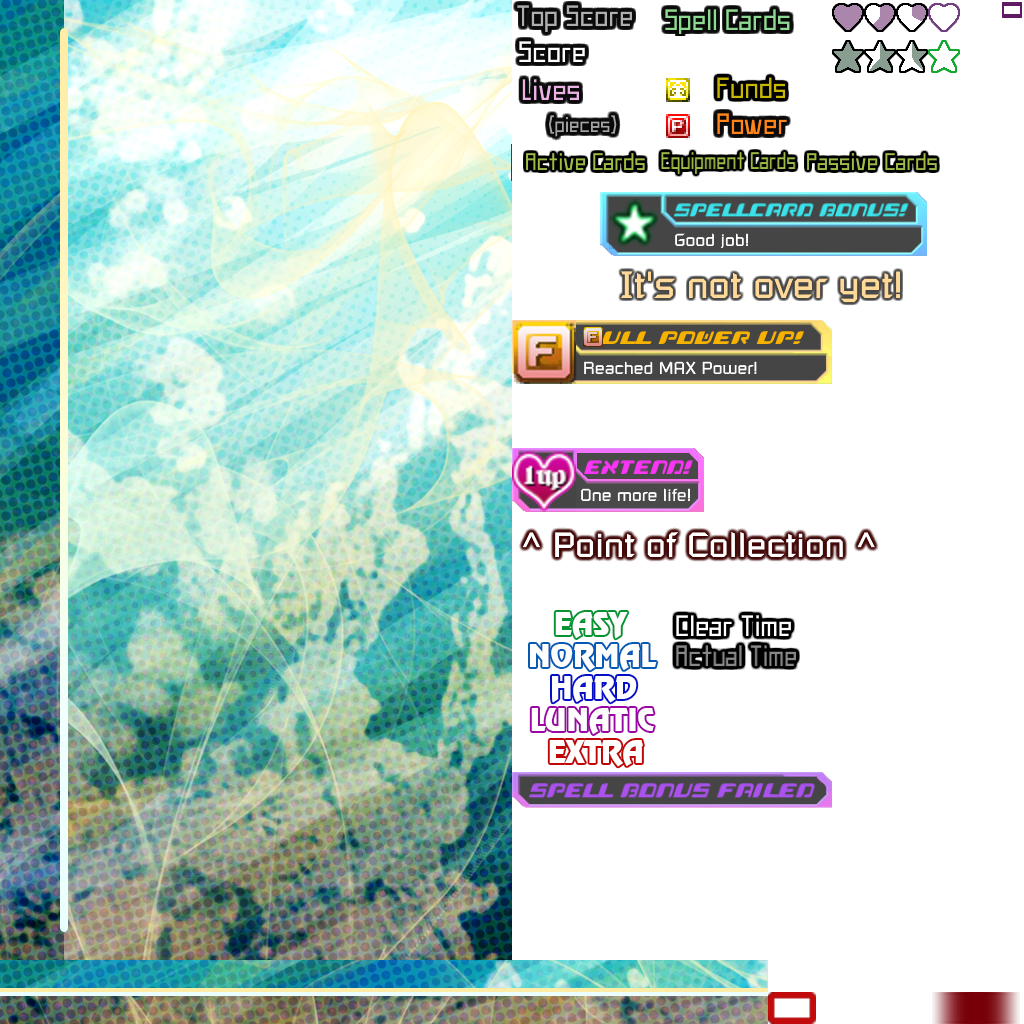 Top Score
Spell Cards
Score
Lives
Funds
(pieces)
P
Power
Active Cards
Equipment Cards
Passive Cards
SPELLCARD BONUS!
Good job!
It's not over yet!
F
FULL POWER UP!
Reached MAX Power!
1up
EXTEND!
One more life!
^ Point of Collection ^
EASY
NORMAL
HARD
LUNATIC
EXTRA
Clear Time
Actual Time
SPELL BONUS FAILED